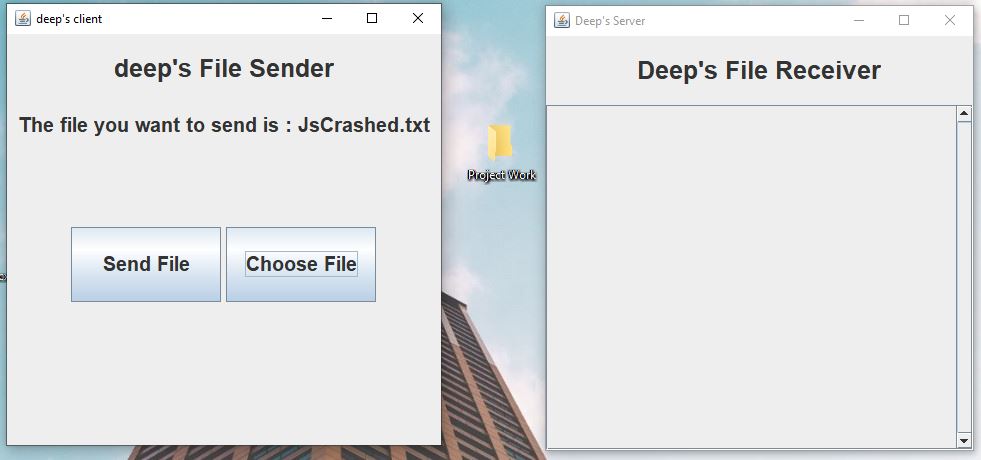 deep's client
deep's File Sender
The file you want to send is : JsCrashed.txt
Send File
Choose File
Project Work
Deep's Server
Deep's File Receiver